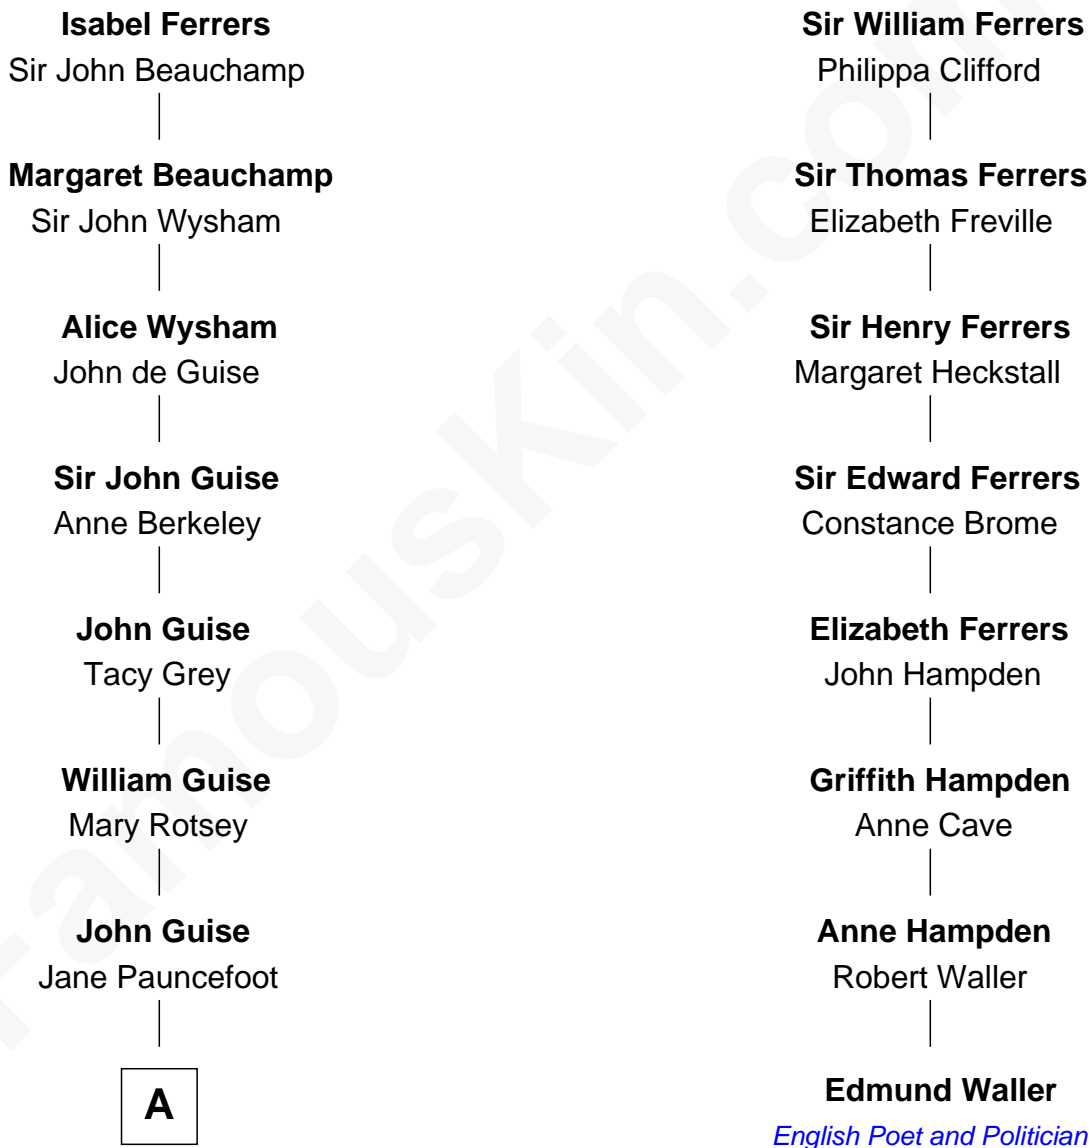 Isabel Ferrers
Sir John Beauchamp
Margaret Beauchamp
Sir John Wysham
Alice Wysham
John de Guise
Sir John Guise
Anne Berkeley
John Guise
Tacy Grey
William Guise
Mary Rotsey
John Guise
Jane Pauncefoot
A
Sir William Ferrers
Philippa Clifford
Sir Thomas Ferrers
Elizabeth Freville
Sir Henry Ferrers
Margaret Heckstall
Sir Edward Ferrers
Constance Brome
Elizabeth Ferrers
John Hampden
Griffith Hampden
Anne Cave
Anne Hampden
Robert Waller
Edmund Waller
English Poet and Politician
FamousKin.com